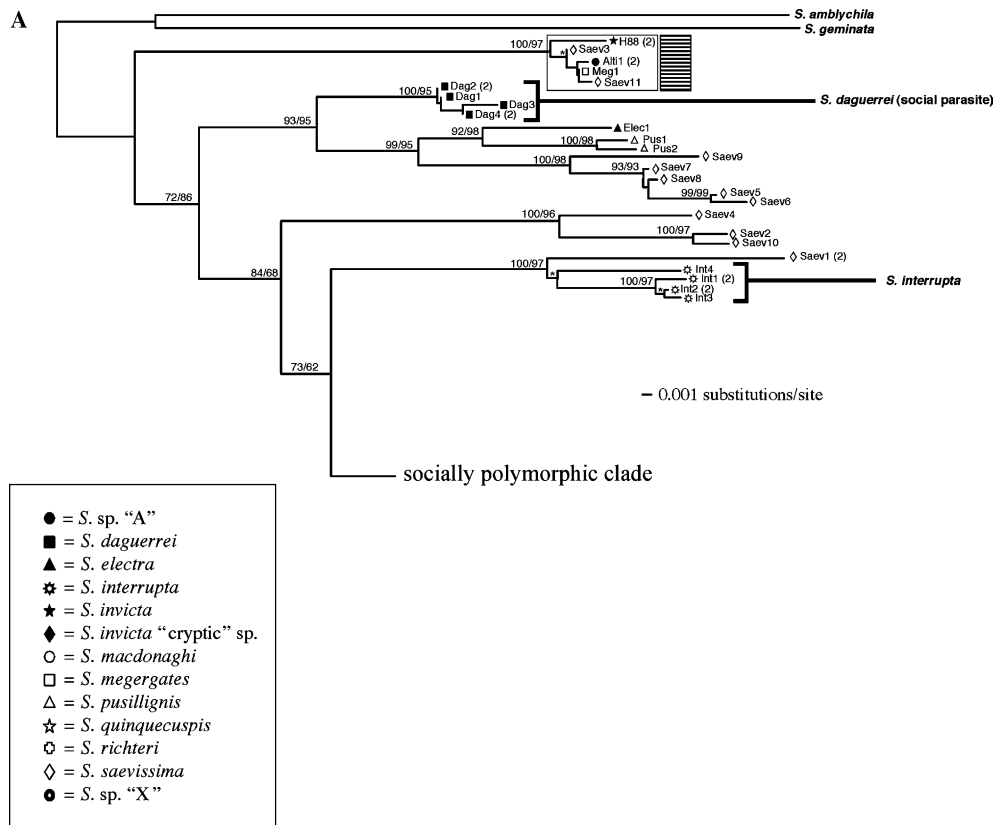 A
S. amblychila
S. geminata
100/97
H88 (2)
*
Saev3
Alti1 (2)
Meg1
Saev11
100/95
Dag2 (2)
Dag1
Dag3
Dag4 (2)
S. daguerrei (social parasite)
93/95
92/98
Elec1
99/95
100/98
Pus1
Pus2
100/98
Saev9
93/93
Saev7
Saev8
99/99
Saev5
Saev6
72/86
100/96
Saev4
100/97
Saev2
Saev10
84/68
100/97
Saev1 (2)
*
Int4
100/97
Int1 (2)
*
Int2 (2)
Int3
S. interrupta
73/62
0.001 substitutions/site
socially polymorphic clade
= S. sp. “A”
= S. daguerrei
= S. electra
= S. interrupta
= S. invicta
= S. invicta “cryptic” sp.
= S. macdonaghi
= S. megergates
= S. pusillignis
= S. quinquecuspis
= S. richteri
= S. saevissima
= S. sp. “X”